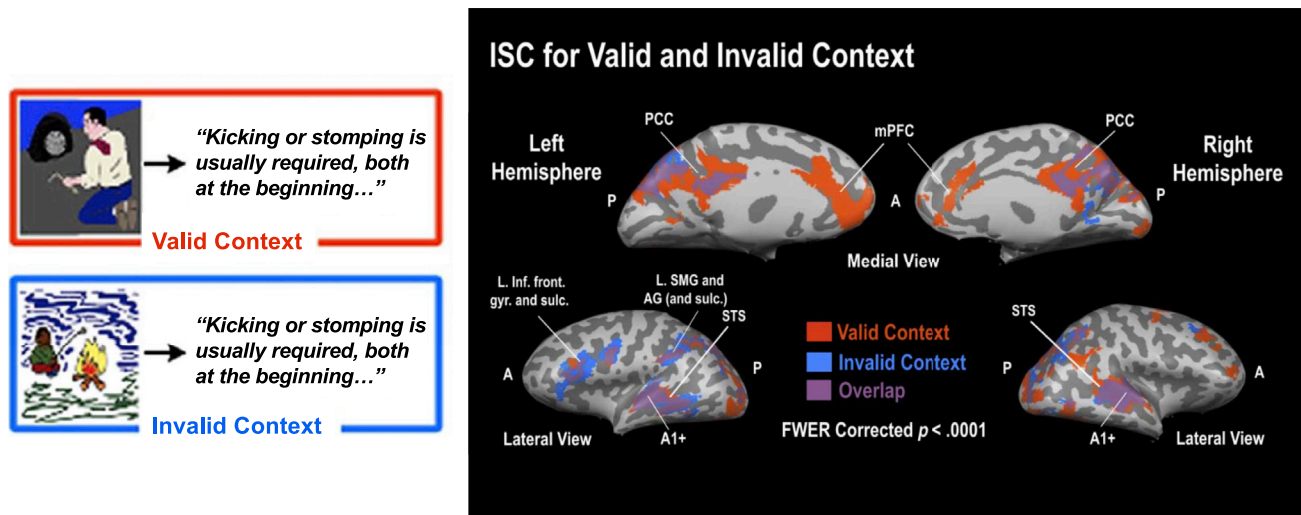 “Kicking or stomping is
usually required, both
at the beginning…”
Valid Context
“Kicking or stomping is
usually required, both
at the beginning…”
Invalid Context
ISC for Valid and Invalid Context
Left
Hemisphere
PCC
mPFC
PCC
Right
Hemisphere
P
A
P
Medial View
L. Inf. front.
gyr. and sulc.
L. SMG and
AG (and sulc.)
STS
A
P
A1+
Lateral View
Valid Context
Invalid Context
Overlap
FWER Corrected p < .0001
STS
P
A
A1+
Lateral View